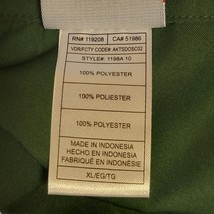 RN# 119208 CA# 51986
VDR/FCTY CODE# AKTSDOSC02
STYLE#: 1198A 10
100% POLYESTER
100% POLIESTER
100% POLYESTER
MADE IN INDONESIA
HECHO EN INDONESIA
FABRIQUÉ EN INDONÉSIE
XL/EG/TG